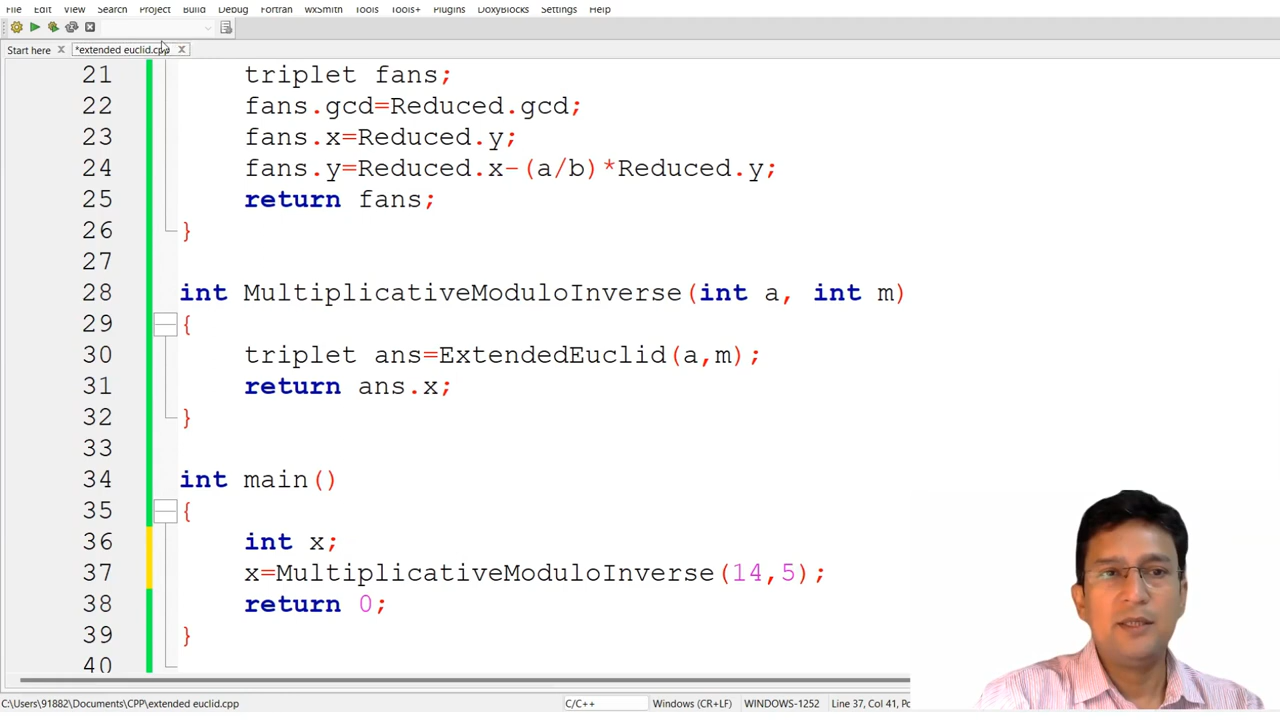 File Edit View Search Project Build Debug Fortran wxSmith Tools Tools+ Plugins DoxyBlocks Settings Help
Start here *extended euclid.cpp
21 triplet fans;
22 fans.gcd=Reduced.gcd;
23 fans.x=Reduced.y;
24 fans.y=Reduced.x-(a/b)*Reduced.y;
25 return fans;
26 }
27
28 int MultiplicativeModuloInverse(int a, int m)
29 {
30 triplet ans=ExtendedEuclid(a,m);
31 return ans.x;
32 }
33
34 int main()
35 {
36 int x;
37 x=MultiplicativeModuloInverse(14,5);
38 return 0;
39 }
40
C:\Users\91882\Documents\CPP\extended euclid.cpp C/C++ Windows (CR+LF) WINDOWS-1252 Line 37, Col 41, Po